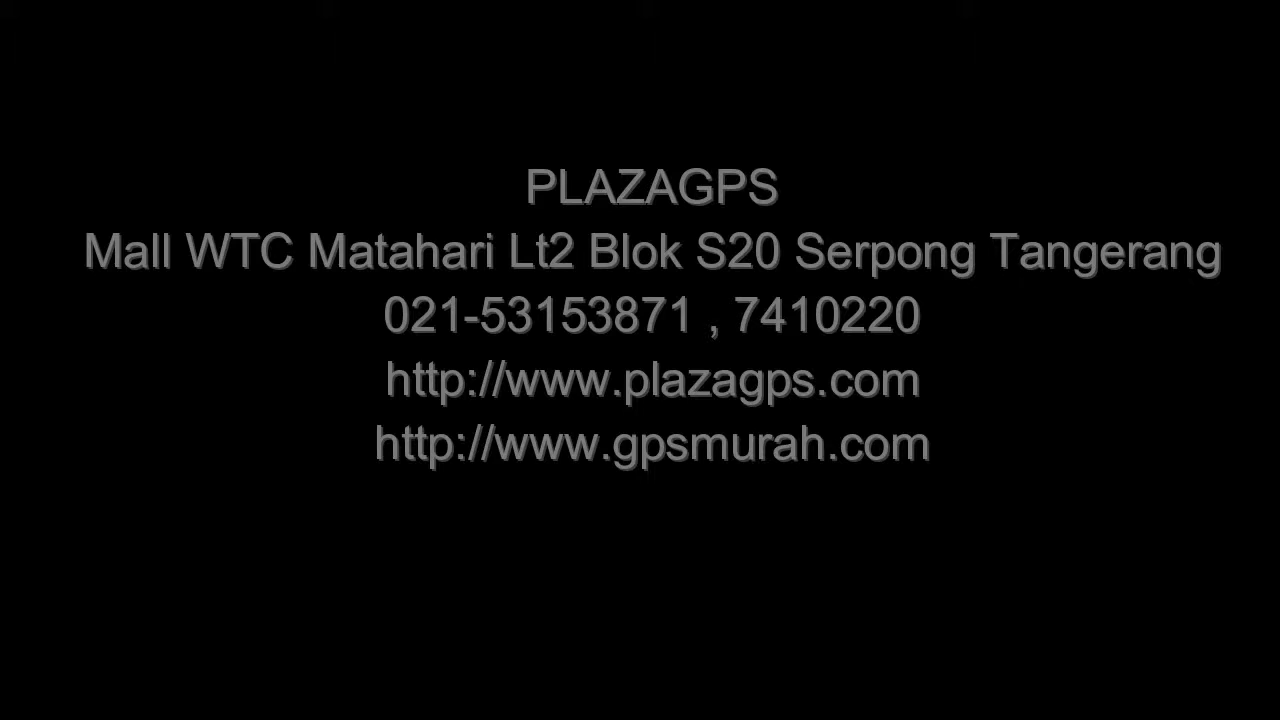 PLAZAGPS
Mall WTC Matahari Lt2 Blok S20 Serpong Tangerang
021-53153871 , 7410220
http://www.plazagps.com
http://www.gpsmurah.com